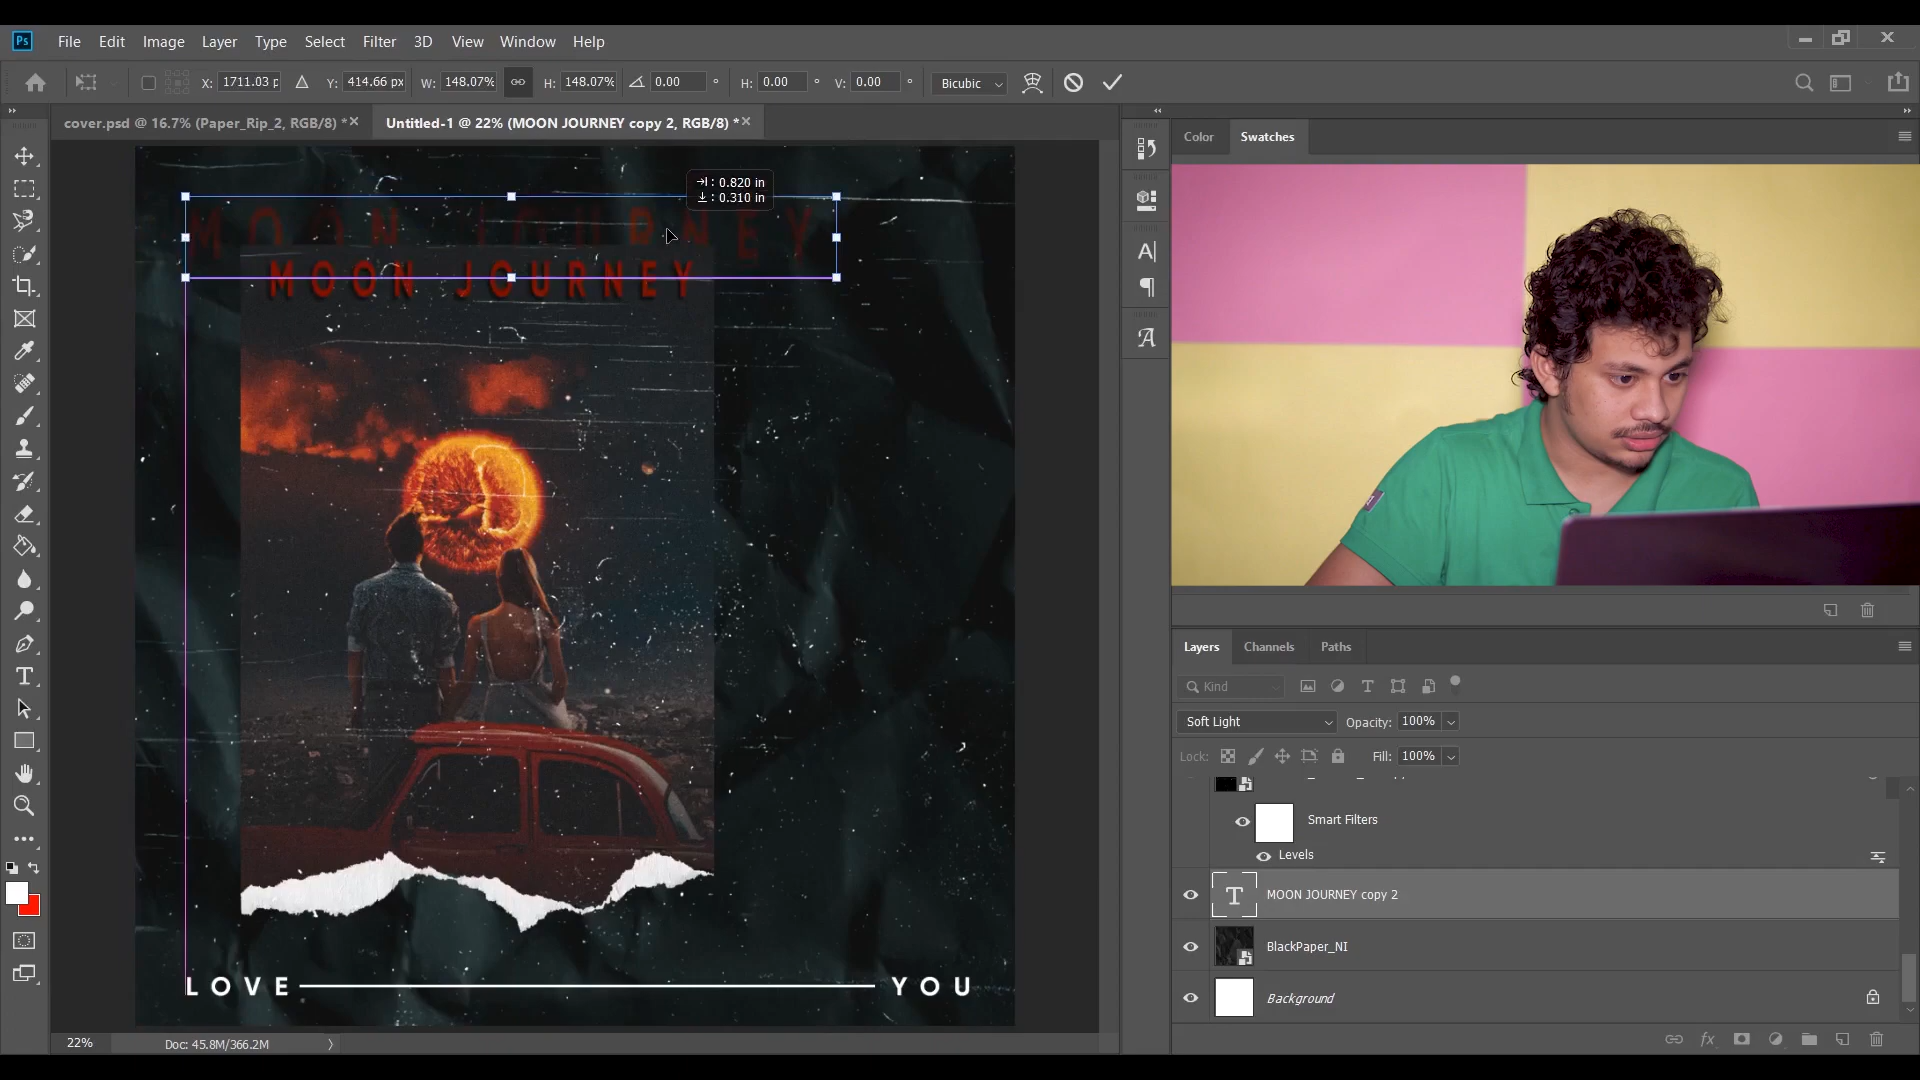 Ps File Edit Image Layer Type Select Filter 3D View Window Help
X: 1711.03 p Y: 414.66 px W: 148.07% H: 148.07% 0.00 ° H: 0.00 ° V: 0.00 ° Bicubic
cover.psd @ 16.7% (Paper_Rip_2, RGB/8) * × Untitled-1 @ 22% (MOON JOURNEY copy 2, RGB/8) * ×
Color Swatches
: 0.820 in
: 0.310 in
MOON JOURNEY
MOON JOURNEY
LOVE YOU
Layers Channels Paths
Kind
Soft Light Opacity: 100%
Lock: Fill: 100%
Smart Filters
Levels
MOON JOURNEY copy 2
BlackPaper_NI
Background
fx
22% Doc: 45.8M/366.2M